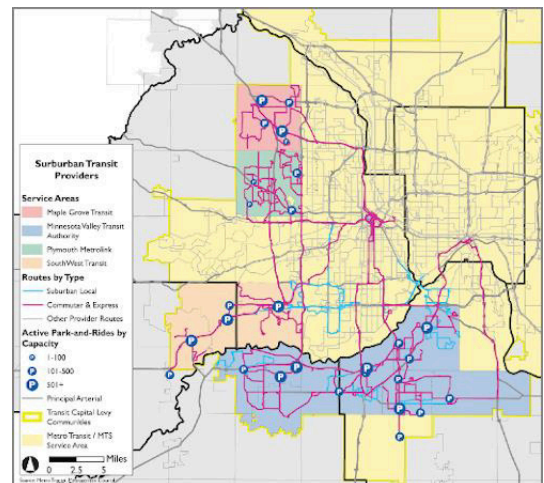 Surburban Transit
Providers
Service Areas
Maple Grove Transit
Minnesota Valley Transit
Authority
Plymouth Metrolink
SouthWest Transit
Routes by Type
Suburban Local
Commuter & Express
Other Provider Routes
Active Park-and-Rides by
Capacity
1-100
101-500
501+
Principal Arterial
Transit Capital Levy
Communities
Metro Transit / MTS
Service Area
0 2.5 5
Miles